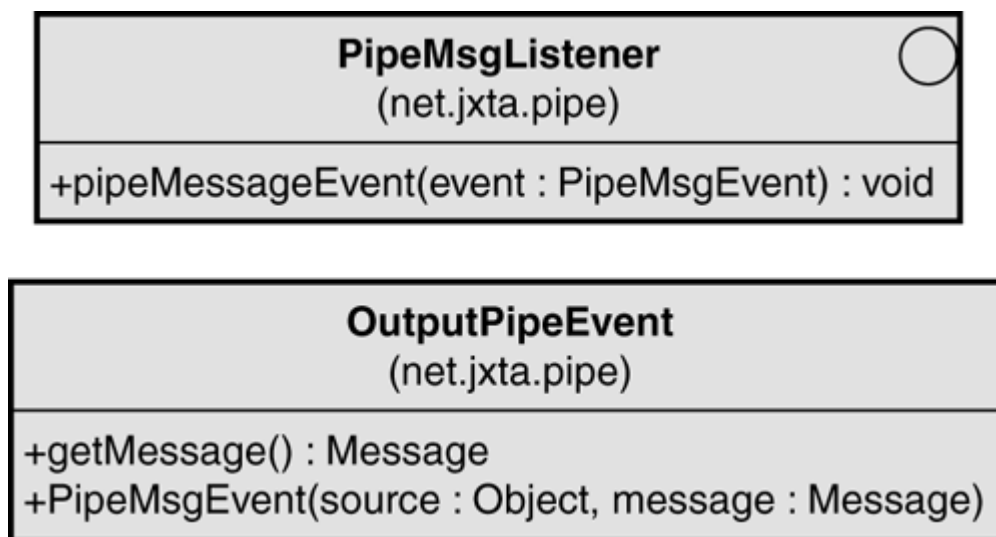 PipeMsgListener
(net.jxta.pipe)
+pipeMessageEvent(event : PipeMsgEvent) : void
OutputPipeEvent
(net.jxta.pipe)
+getMessage() : Message
+PipeMsgEvent(source : Object, message : Message)